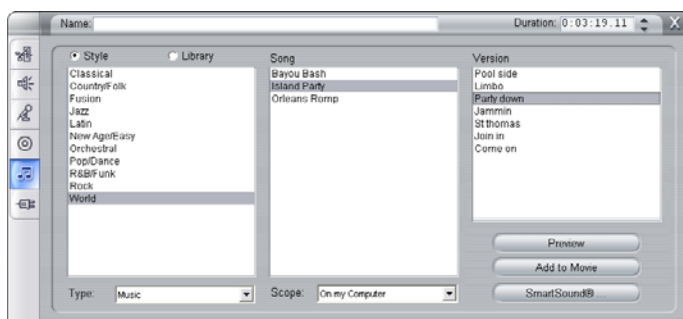 Name:
Duration: 0:03:19.11
X
Style
Library
Classical
Country/Folk
Fusion
Jazz
Latin
New Age/Easy
Orchestral
Pop/Dance
R&B/Funk
Rock
World
Type:
Music
Song
Bayou Bash
Island Party
Orleans Romp
Scope:
On my Computer
Version
Pool side
Limbo
Party down
Jammin
St thomas
Join in
Come on
Preview
Add to Movie
SmartSound® ...